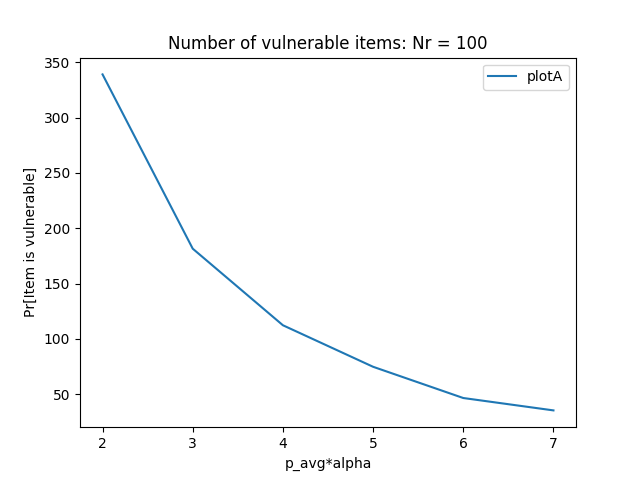 Number of vulnerable items: Nr = 100
plotA
350
300
250
200
150
100
50
Pr[Item is vulnerable]
2 3 4 5 6 7
p_avg*alpha